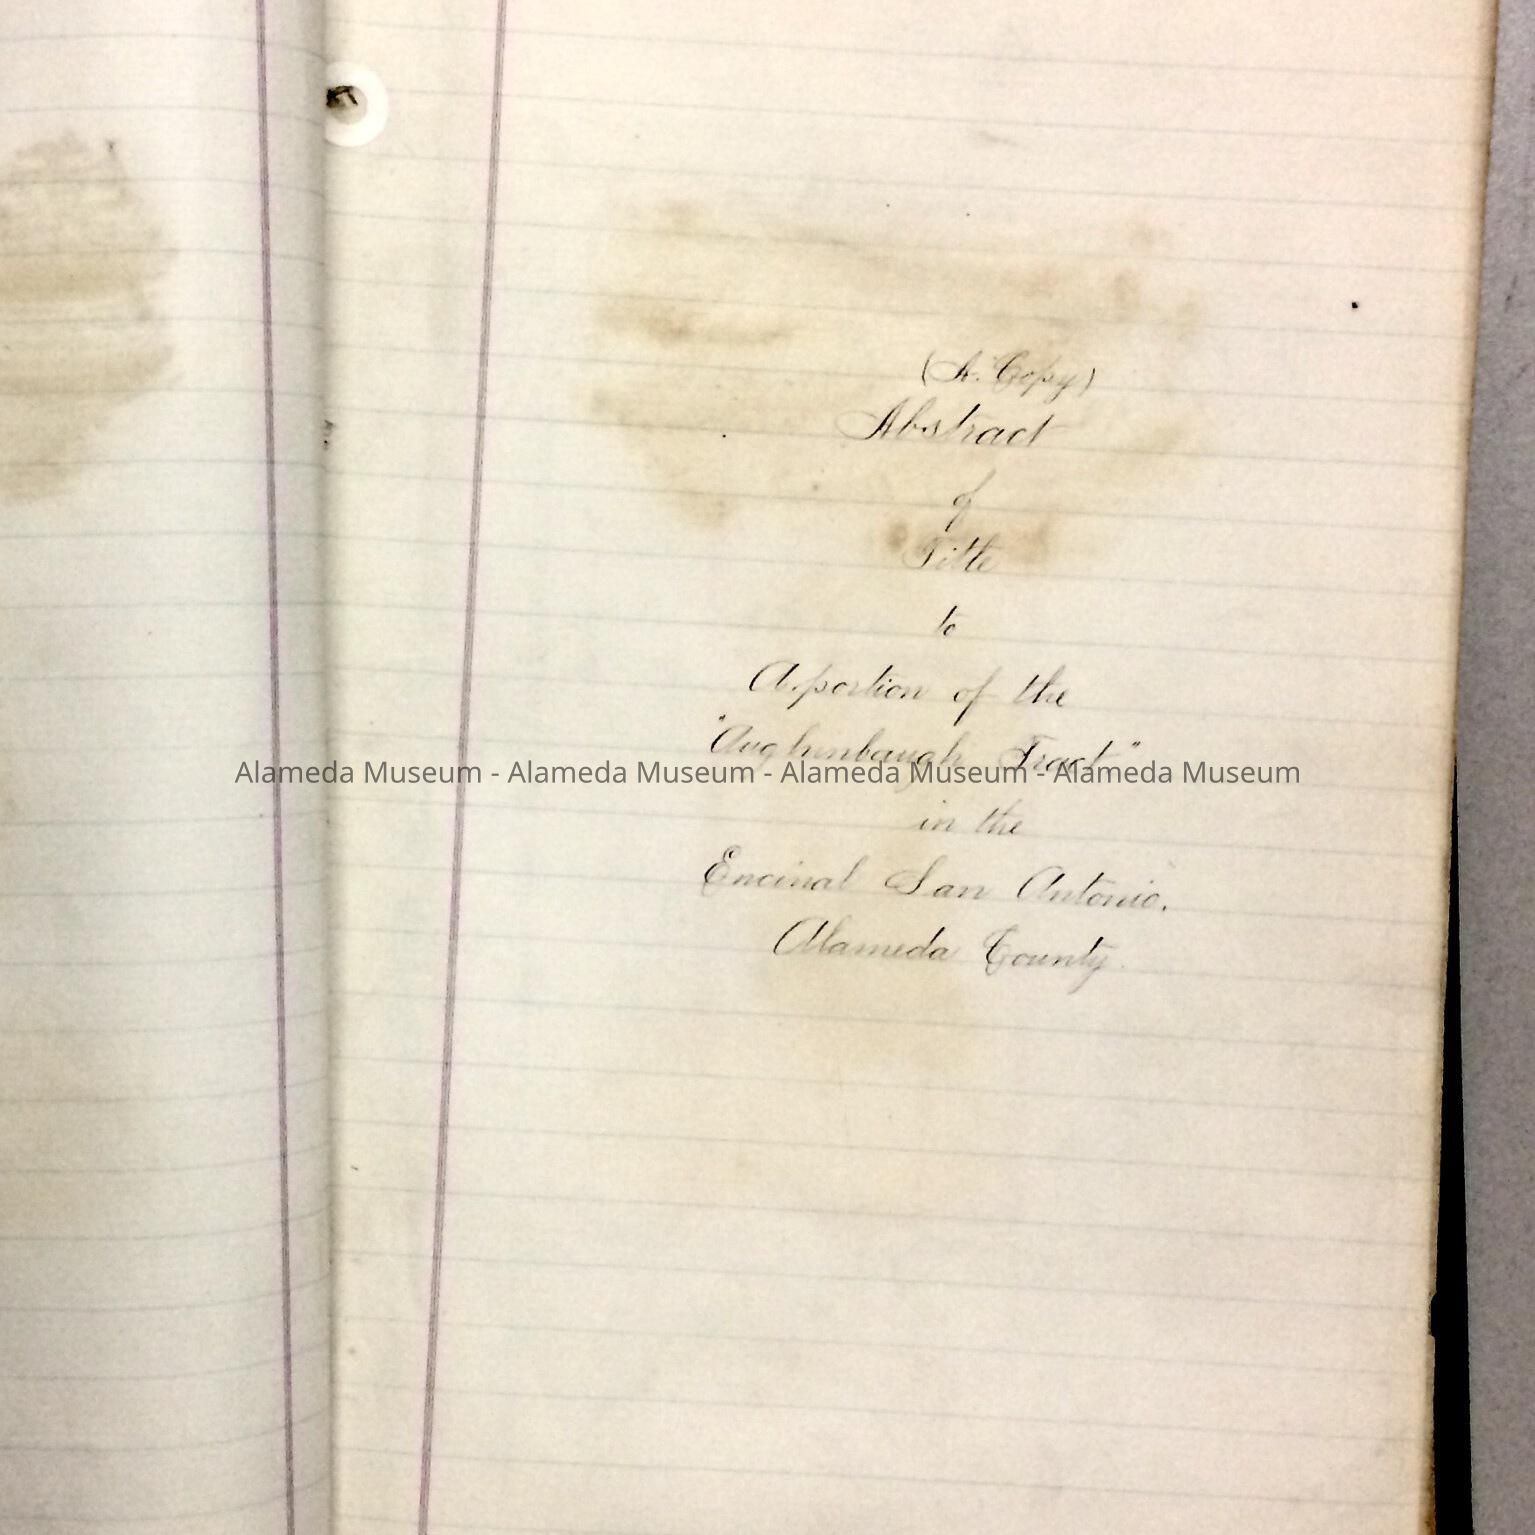 (A. Copy)
Abstract
of
Title
to
A. portion of the
"Aughinbaugh Tract"
Alameda Museum - Alameda Museum - Alameda Museum - Alameda Museum
in the
Encinal San Antonio.
Alameda County.